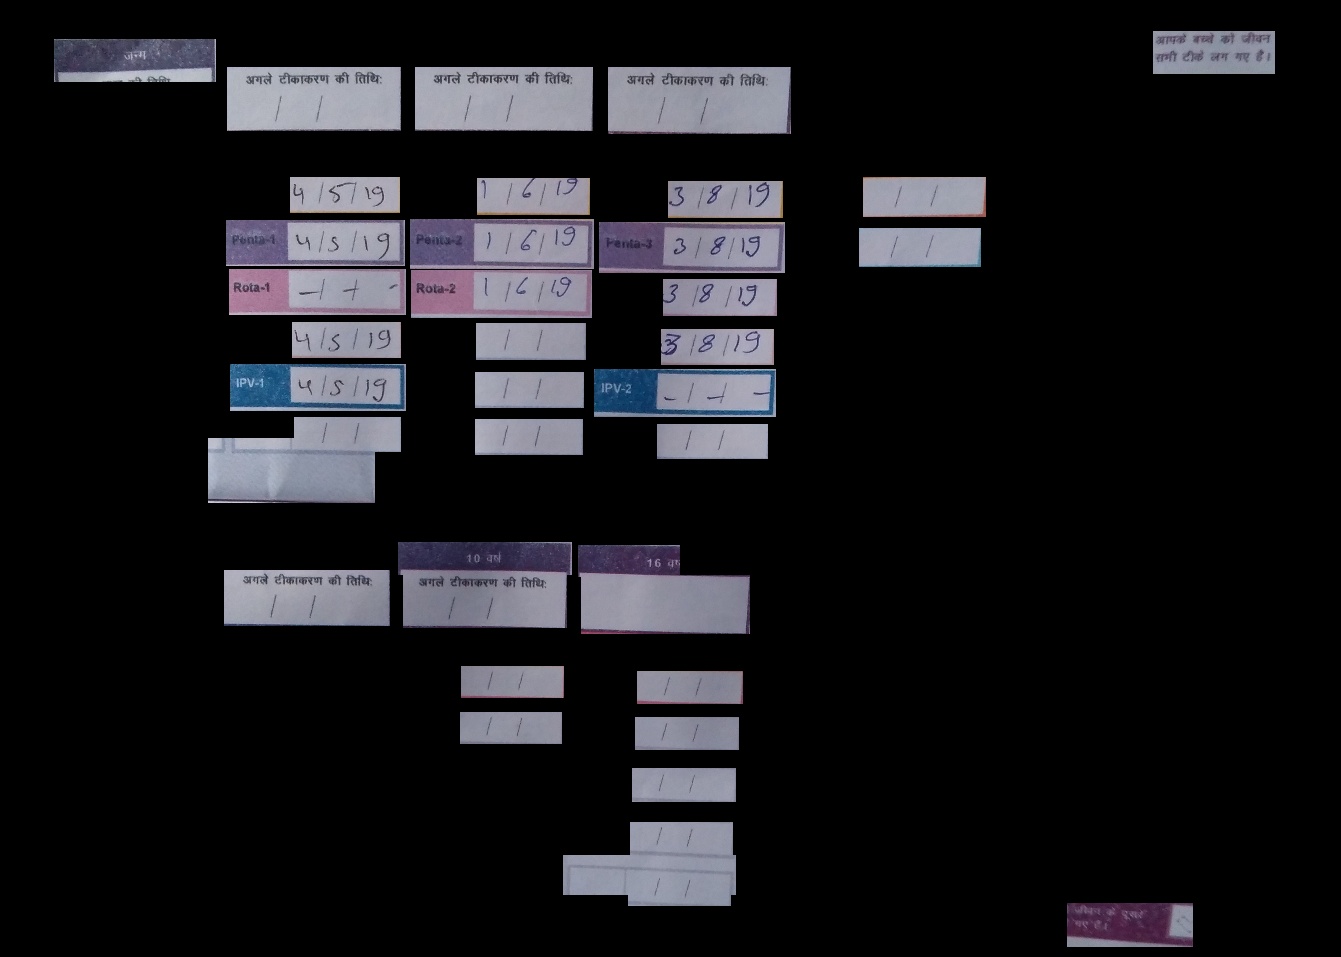 जन्म
आपके बच्चे को जीवन
सभी टीके लग गए है।
अगले टीकाकरण की तिथि: अगले टीकाकरण की तिथि: अगले टीकाकरण की तिथि:
/ / / / / /
4/5/19 1/6/19 3/8/19 / /
Penta-1 4/5/19 Penta-2 1/6/19 Penta-3 3/8/19 / /
Rota-1 -/ + - Rota-2 1/6/19 3/8/19
4/5/19 / / 3/8/19
IPV-1 4/5/19 / / IPV-2 -/-/ -
/ / / / / /
10 वर्ष 16
अगले टीकाकरण की तिथि: अगले टीकाकरण की तिथि:
/ / / /
/ / / /
/ / / /
/ /
/ /
/ /
जीवन के
गए है।